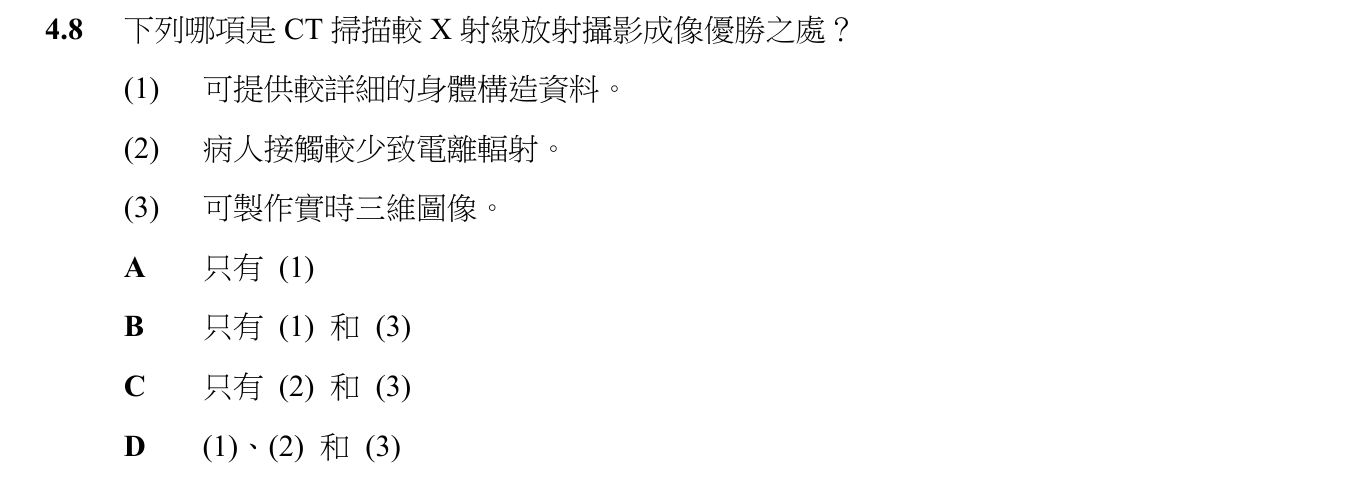 4.8 下列哪項是 CT 掃描較 X 射線放射攝影成像優勝之處？
(1) 可提供較詳細的身體構造資料。
(2) 病人接觸較少致電離輻射。
(3) 可製作實時三維圖像。
A 只有 (1)
B 只有 (1) 和 (3)
C 只有 (2) 和 (3)
D (1)、(2) 和 (3)